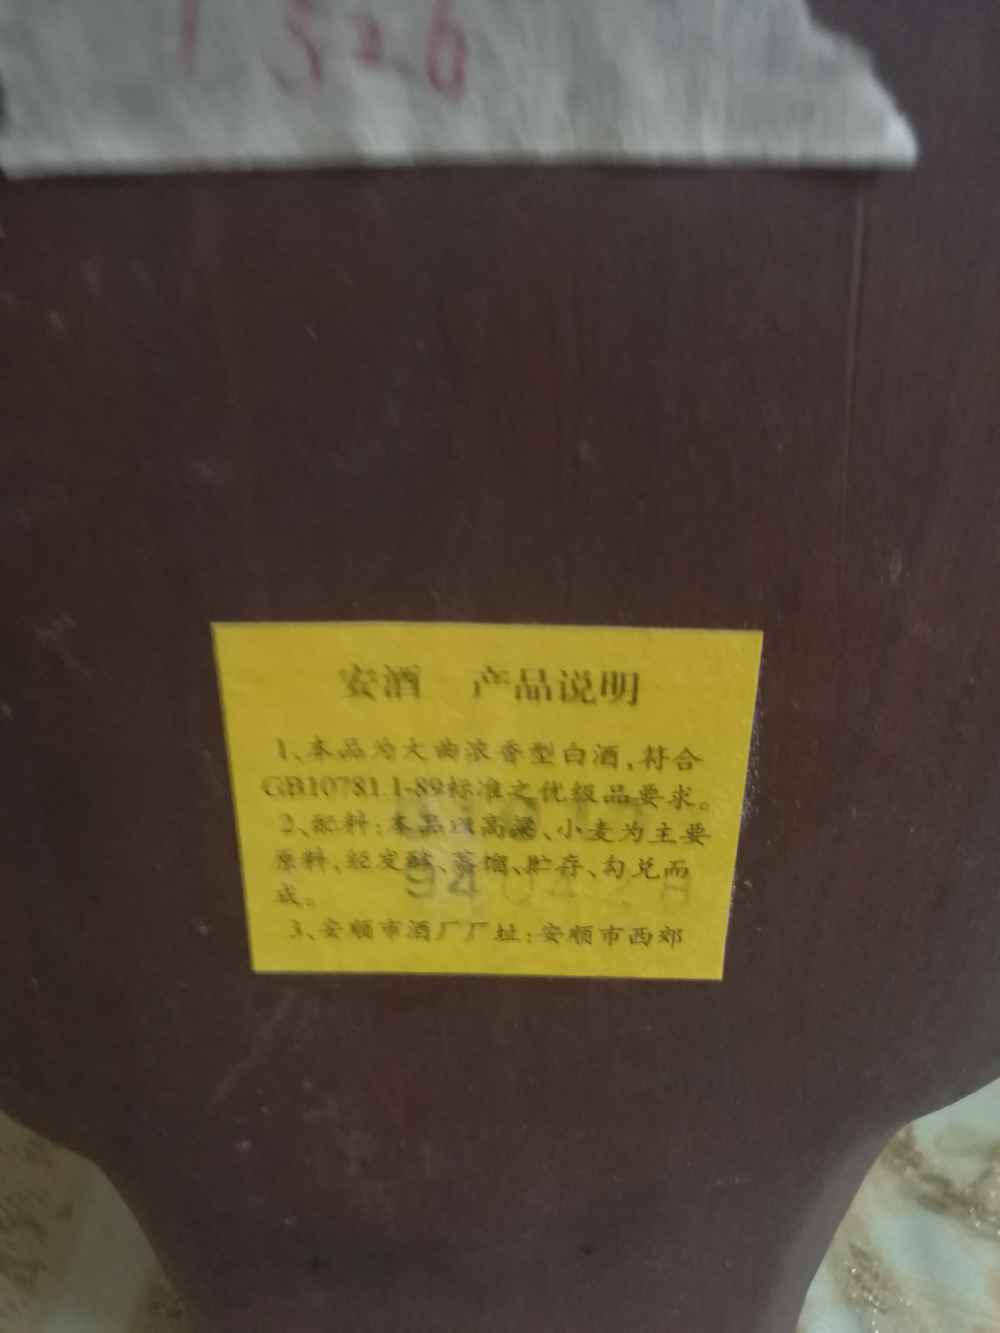 1526
安酒 产品说明
1、本品为大曲浓香型白酒,符合
GB10781.1-89标准之优级品要求。
2、配料:本品以高粱、小麦为主要
原料,经发酵、蒸馏、贮存、勾兑而
成。
940428
3、安顺市酒厂厂址:安顺市西郊